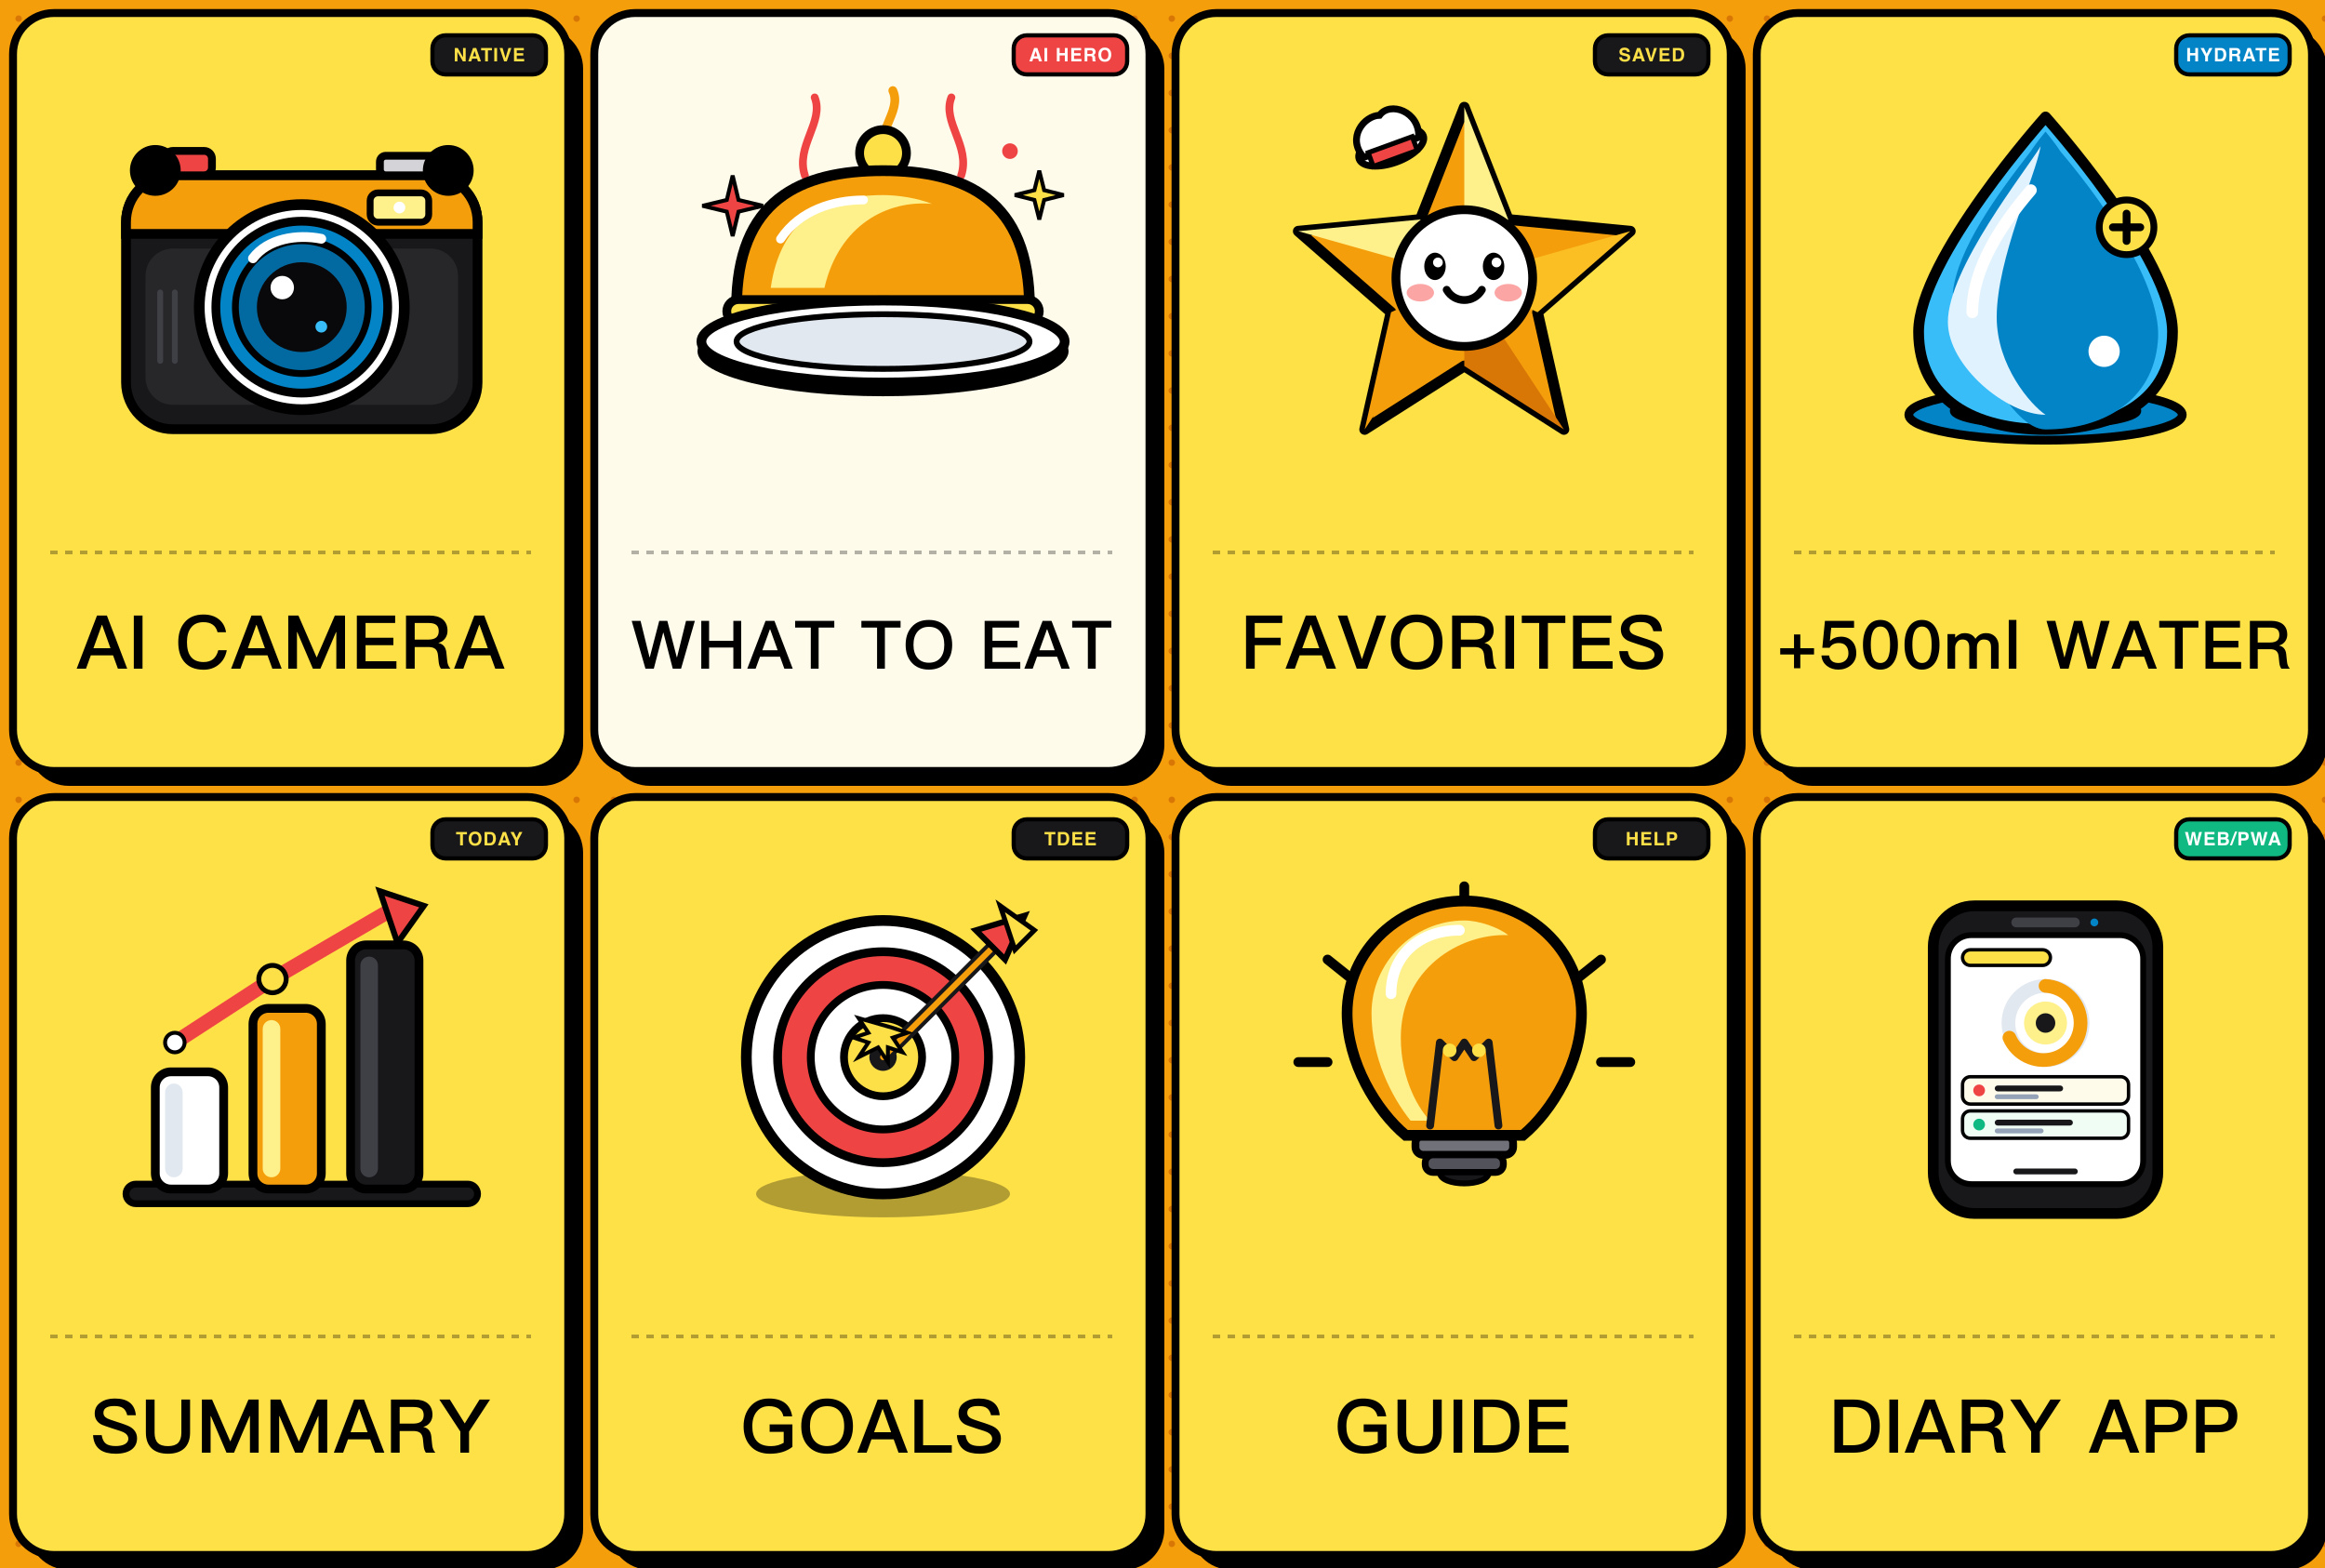 NATIVE
AI CAMERA
AI HERO
WHAT TO EAT
SAVED
FAVORITES
HYDRATE
+500ml WATER
TODAY
SUMMARY
TDEE
GOALS
HELP
GUIDE
WEB/PWA
DIARY APP